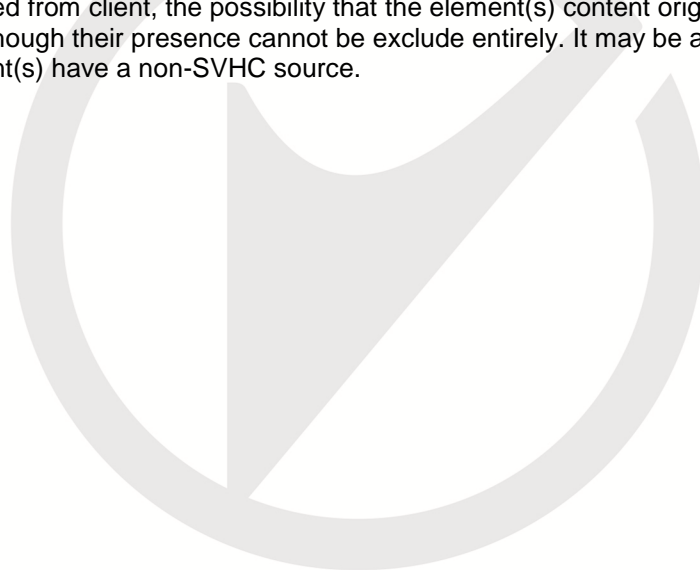 ed from client, the possibility that the element(s) content orig
hough their presence cannot be exclude entirely. It may be a
nt(s) have a non-SVHC source.